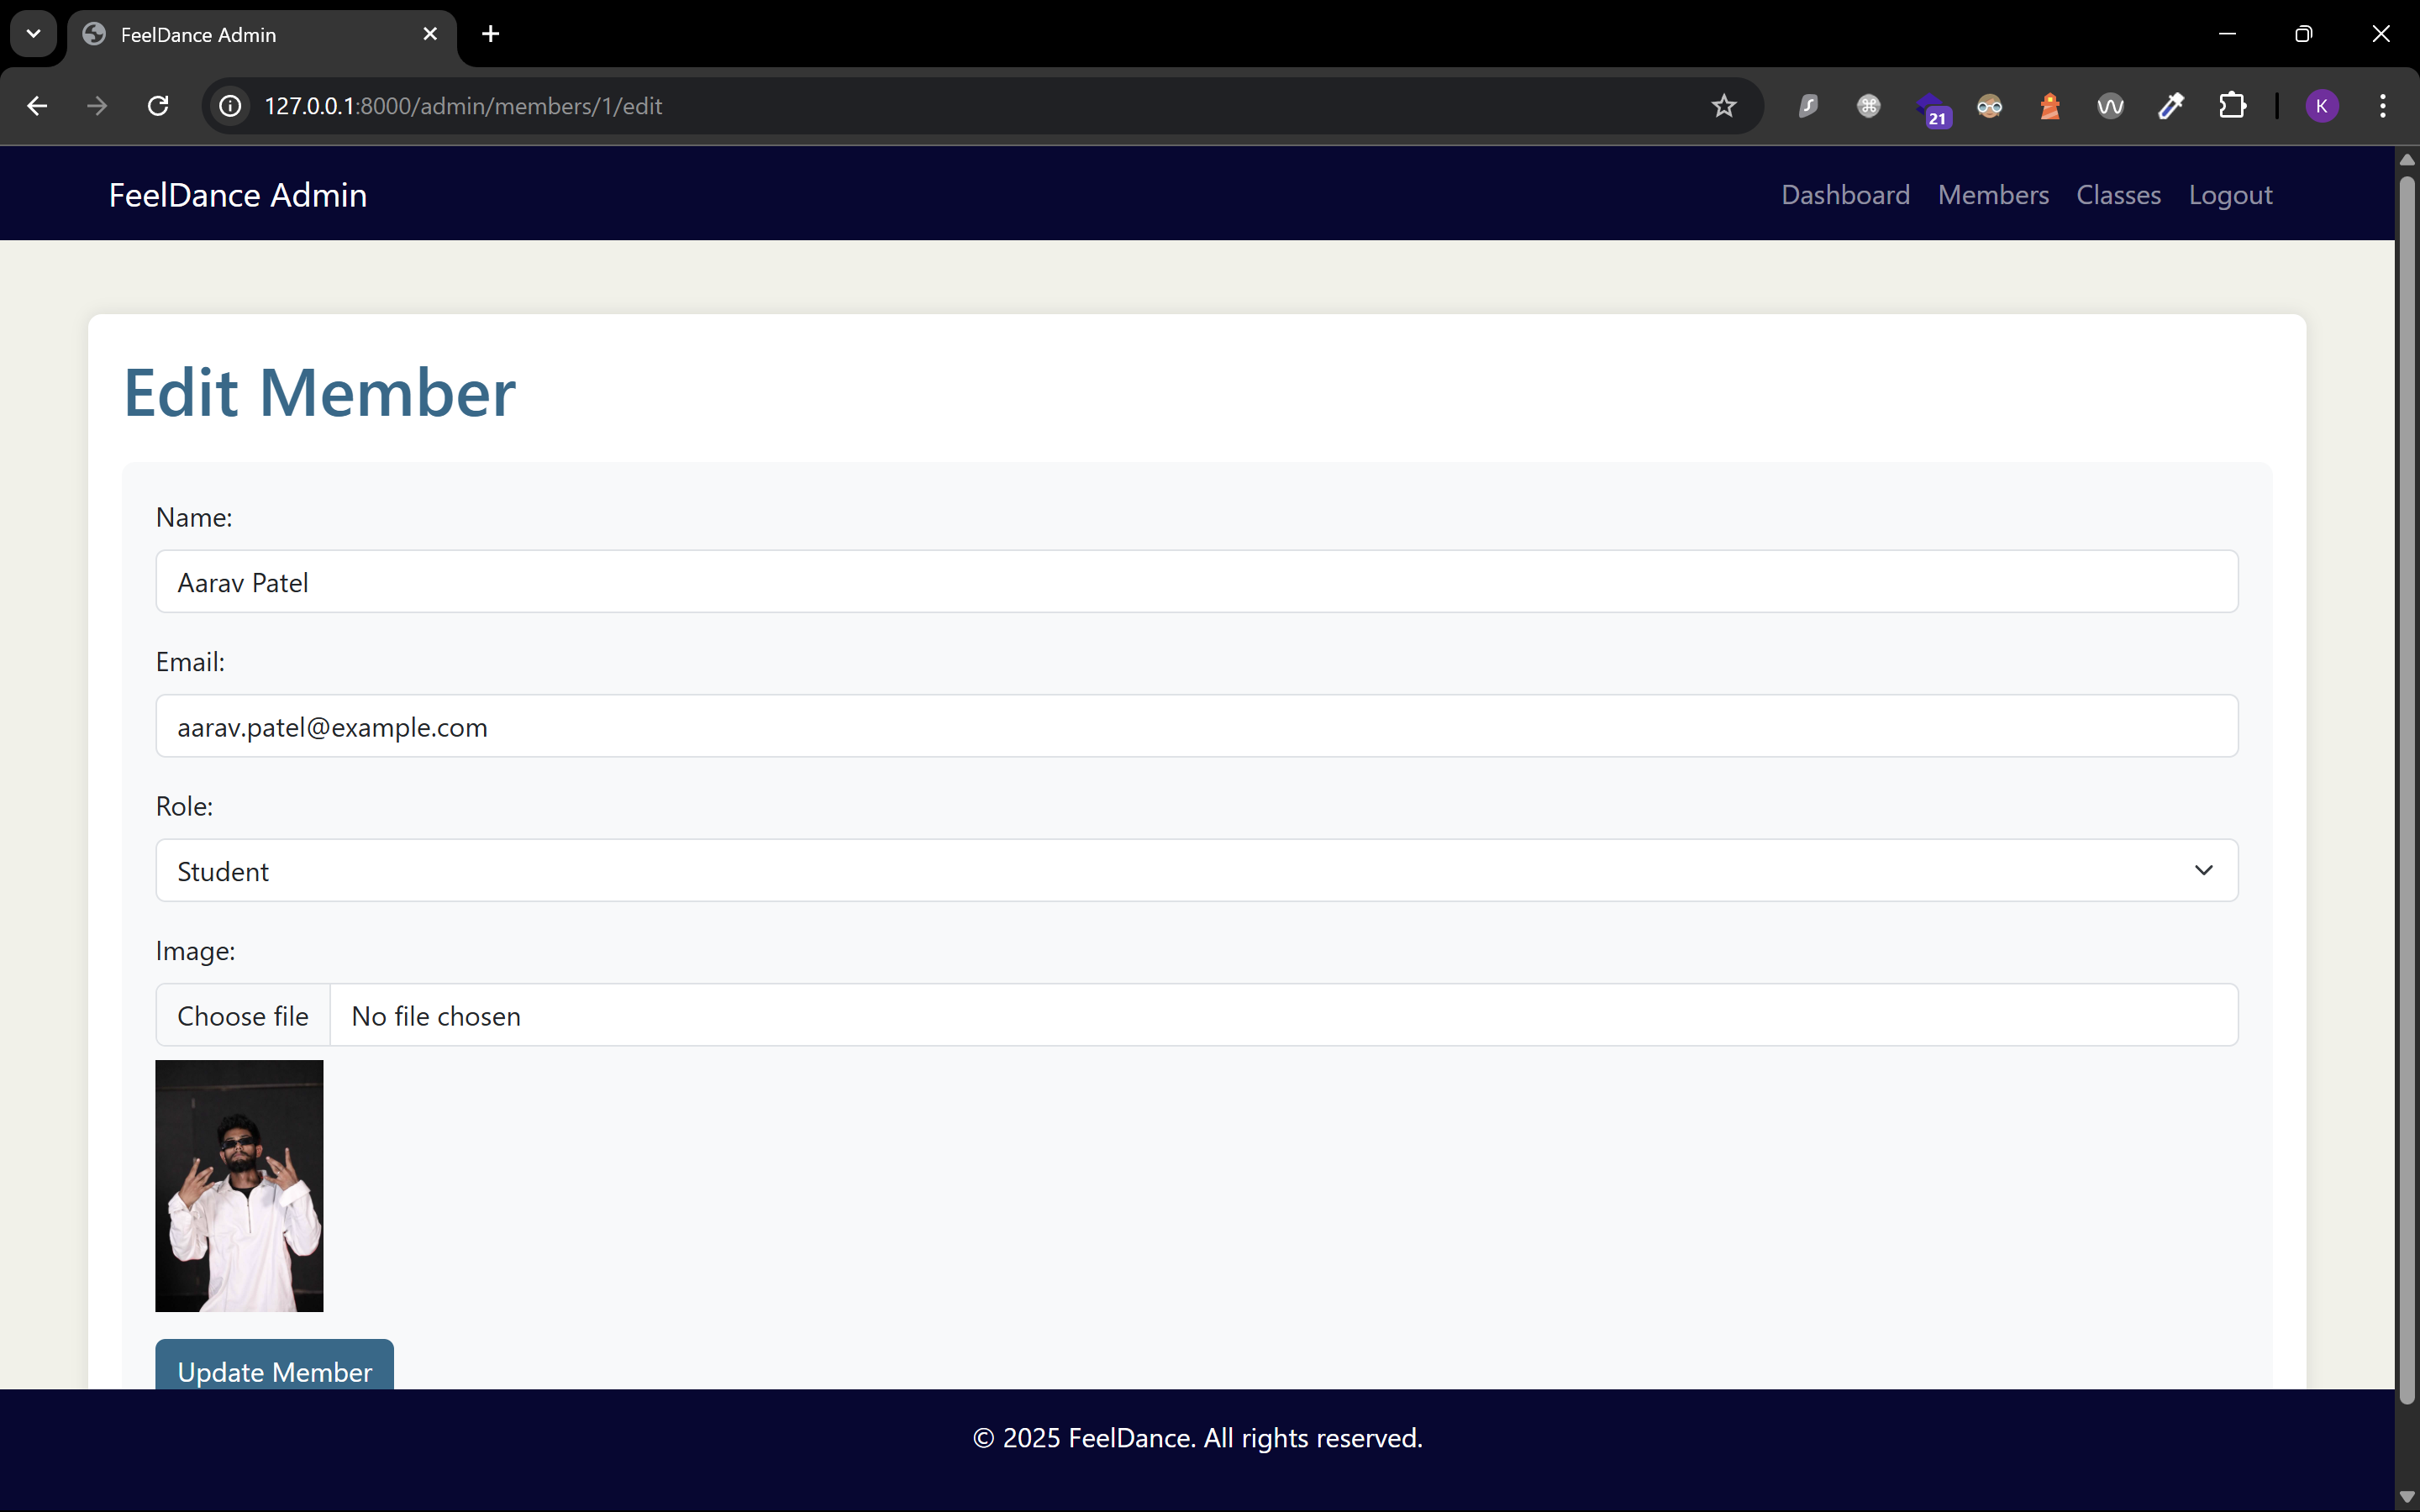 FeelDance Admin
127.0.0.1:8000/admin/members/1/edit
21
K
FeelDance Admin
Dashboard Members Classes Logout
Edit Member
Name:
Aarav Patel
Email:
aarav.patel@example.com
Role:
Student
Image:
Choose file No file chosen
Update Member
© 2025 FeelDance. All rights reserved.